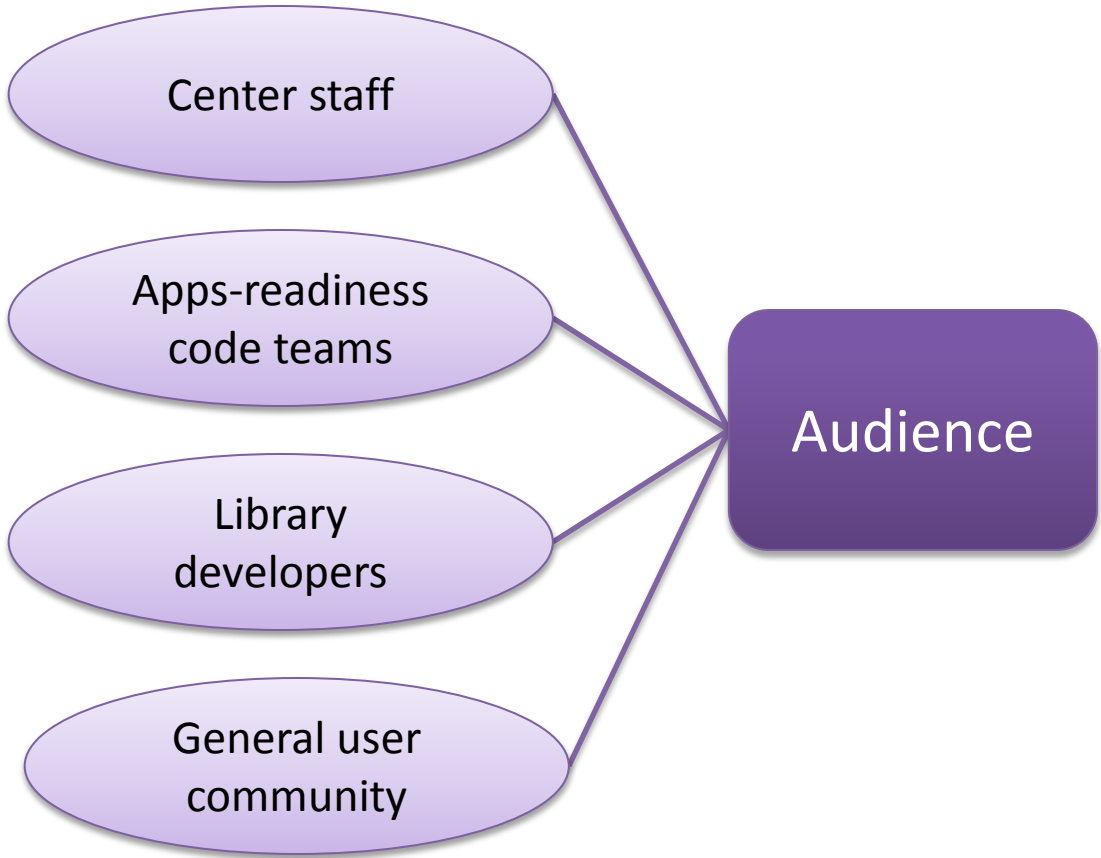 Center staff
Apps-readiness
code teams
Library
developers
General user
community
Audience